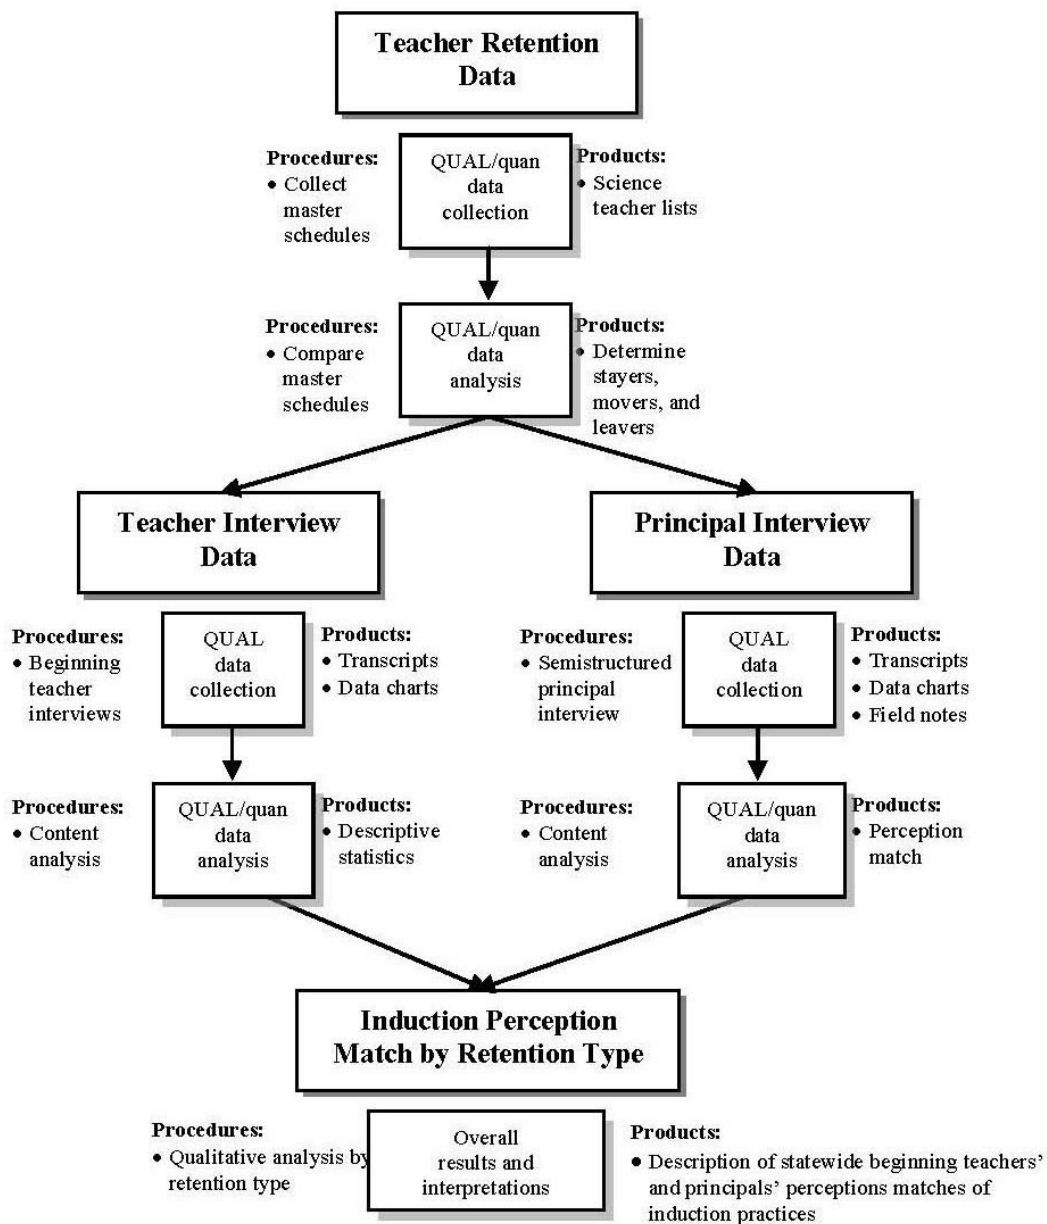 Teacher Retention
Data
Procedures:
• Collect
master
schedules
QUAL/quan
data
collection
Products:
• Science
teacher lists
Procedures:
• Compare
master
schedules
QUAL/quan
data
analysis
Products:
• Determine
stayers,
movers, and
leavers
Teacher Interview
Data
Procedures:
• Beginning
teacher
interviews
QUAL
data
collection
Products:
• Transcripts
• Data charts
Procedures:
• Content
analysis
QUAL/quan
data
analysis
Products:
• Descriptive
statistics
Principal Interview
Data
Procedures:
• Semistructured
principal
interview
QUAL
data
collection
Products:
• Transcripts
• Data charts
• Field notes
Procedures:
• Content
analysis
QUAL/quan
data
analysis
Products:
• Perception
match
Induction Perception
Match by Retention Type
Procedures:
• Qualitative analysis by
retention type
Overall
results and
interpretations
Products:
• Description of statewide beginning teachers’
and principals’ perceptions matches of
induction practices